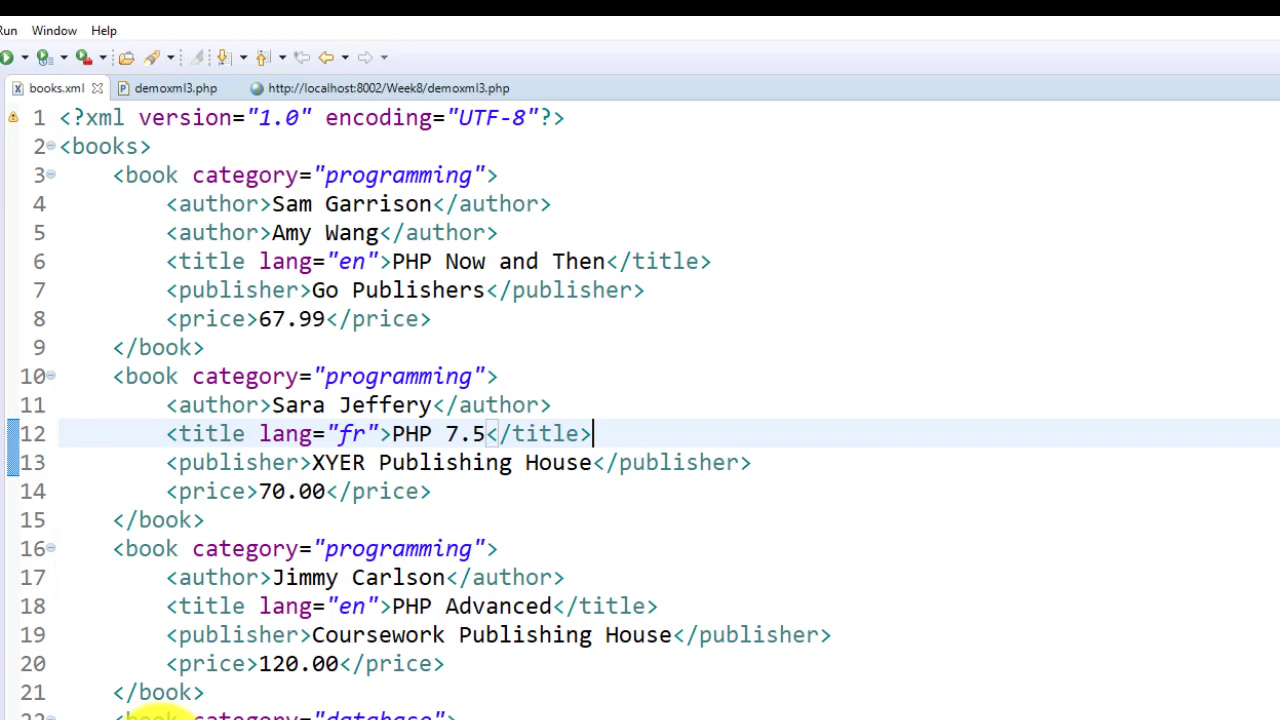 Run Window Help
books.xml demoxml3.php http://localhost:8002/Week8/demoxml3.php
1 <?xml version="1.0" encoding="UTF-8"?>
2 <books>
3 <book category="programming">
4 <author>Sam Garrison</author>
5 <author>Amy Wang</author>
6 <title lang="en">PHP Now and Then</title>
7 <publisher>Go Publishers</publisher>
8 <price>67.99</price>
9 </book>
10 <book category="programming">
11 <author>Sara Jeffery</author>
12 <title lang="fr">PHP 7.5</title>
13 <publisher>XYER Publishing House</publisher>
14 <price>70.00</price>
15 </book>
16 <book category="programming">
17 <author>Jimmy Carlson</author>
18 <title lang="en">PHP Advanced</title>
19 <publisher>Coursework Publishing House</publisher>
20 <price>120.00</price>
21 </book>
22 <book category="database">